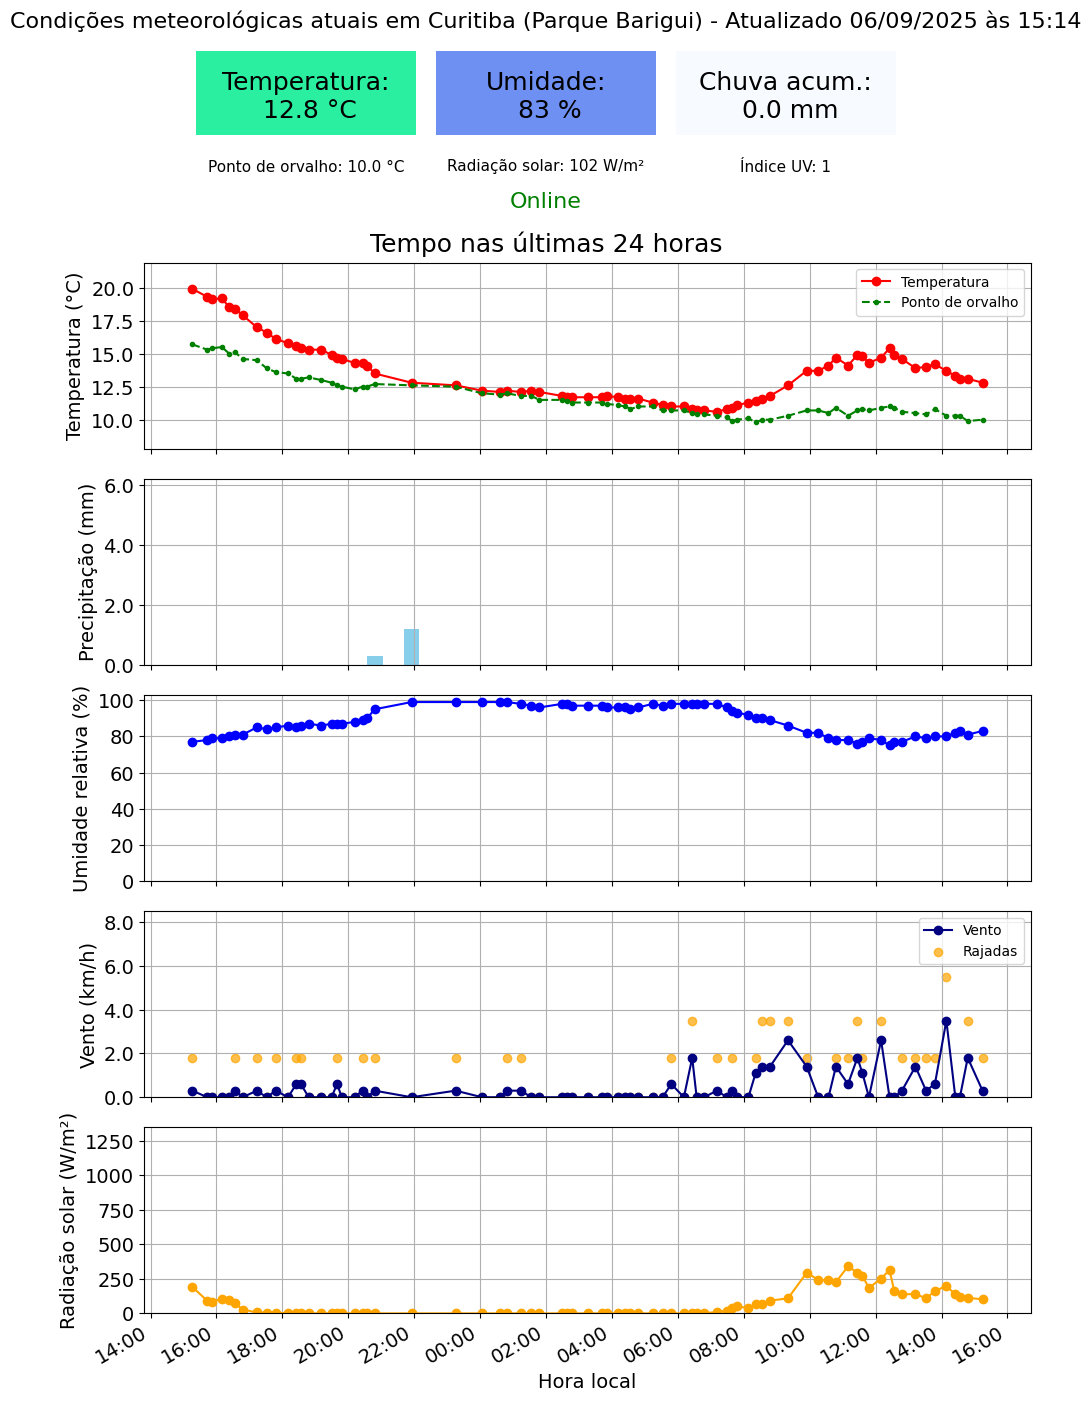 Condições meteorológicas atuais em Curitiba (Parque Barigui) - Atualizado 06/09/2025 às 15:14
Temperatura:
12.8 °C
Umidade:
83 %
Chuva acum.:
0.0 mm
Ponto de orvalho: 10.0 °C
Radiação solar: 102 W/m²
Índice UV: 1
Online
Tempo nas últimas 24 horas
Temperatura (°C)
20.0
17.5
15.0
12.5
10.0
Temperatura
Ponto de orvalho
Precipitação (mm)
6.0
4.0
2.0
0.0
Umidade relativa (%)
100
80
60
40
20
0
Vento (km/h)
8.0
6.0
4.0
2.0
0.0
Vento
Rajadas
Radiação solar (W/m²)
1250
1000
750
500
250
0
14:00
16:00
18:00
20:00
22:00
00:00
02:00
04:00
06:00
08:00
10:00
12:00
14:00
16:00
Hora local